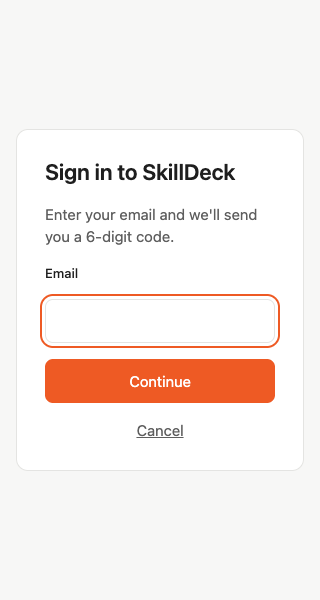 Sign in to SkillDeck
Enter your email and we'll send
you a 6-digit code.
Email
Continue
Cancel